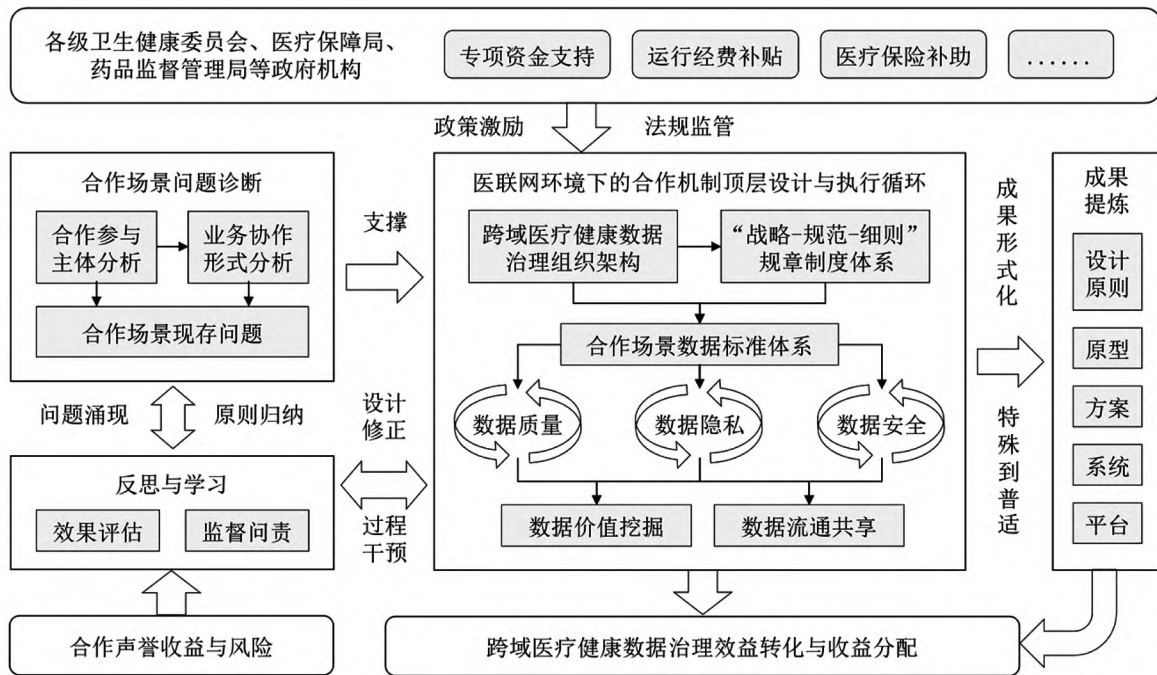 各级卫生健康委员会、医疗保障局、
药品监督管理局等政府机构
专项资金支持
运行经费补贴
医疗保险补助
......
政策激励
法规监管
合作场景问题诊断
合作参与
主体分析
业务协作
形式分析
合作场景现存问题
支撑
医联网环境下的合作机制顶层设计与执行循环
跨域医疗健康数据
治理组织架构
“战略-规范-细则”
规章制度体系
合作场景数据标准体系
数据质量
数据隐私
数据安全
数据价值挖掘
数据流通共享
成果形式化
特殊到普适
成果
提炼
设计
原则
原型
方案
系统
平台
问题涌现
原则归纳
设计
修正
过程
干预
反思与学习
效果评估
监督问责
合作声誉收益与风险
跨域医疗健康数据治理效益转化与收益分配